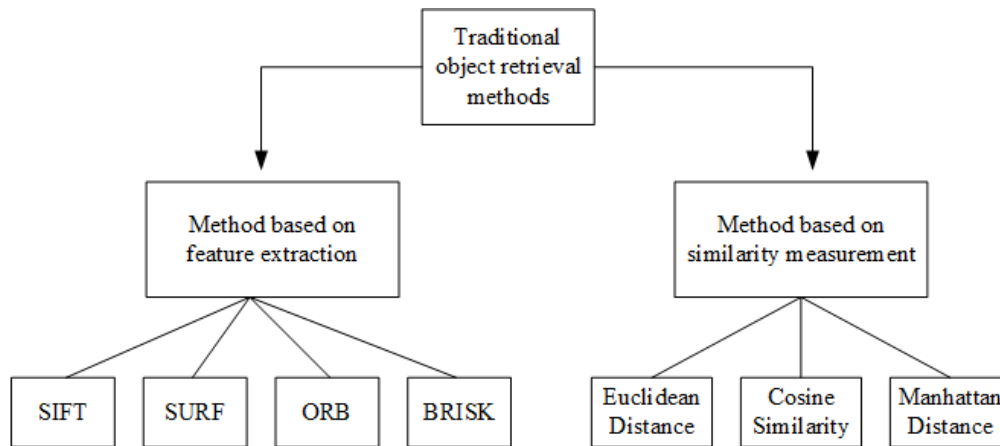 Traditional
object retrieval
methods
Method based on
feature extraction
Method based on
similarity measurement
SIFT
SURF
ORB
BRISK
Euclidean
Distance
Cosine
Similarity
Manhattan
Distance